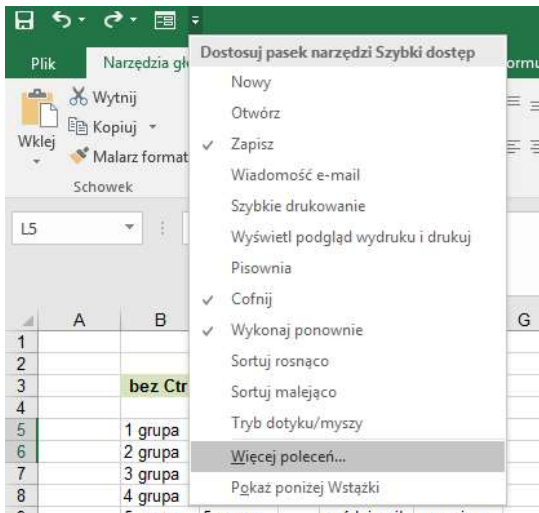 Dostosuj pasek narzędzi Szybki dostęp
Plik
Narzędzia gł
Nowy
Wytnij
Otwórz
Kopiuj
Wklej
Zapisz
Malarz format
Wiadomość e-mail
Schowek
Szybkie drukowanie
L5
Wyświetl podgląd wydruku i drukuj
Pisownia
Cofnij
A B G
Wykonaj ponownie
1
2
Sortuj rosnąco
3 bez Ctr
Sortuj malejąco
4
Tryb dotyku/myszy
5 1 grupa
6 2 grupa
Więcej poleceń...
7 3 grupa
Pokaż poniżej Wstążki
8 4 grupa